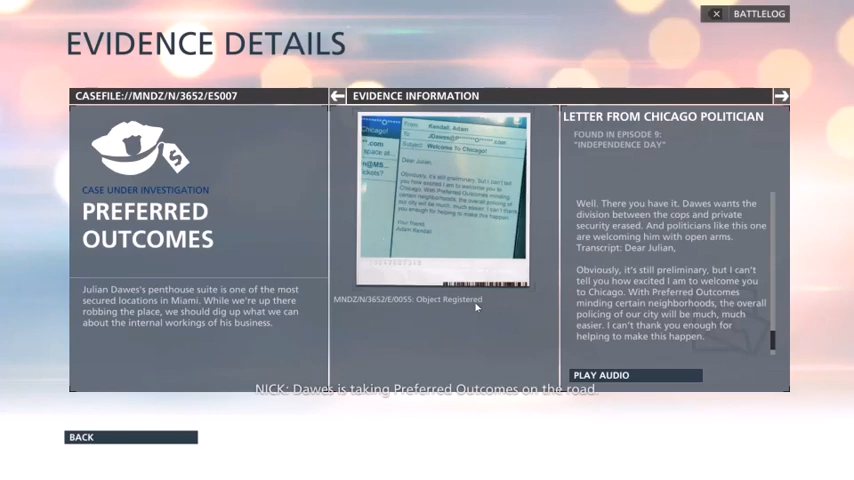 BATTLELOG
EVIDENCE DETAILS
CASEFILE://MNDZ/N/3652/ES007
CASE UNDER INVESTIGATION
PREFERRED
OUTCOMES
Julian Dawes's penthouse suite is one of the most
secured locations in Miami. While we're up there
robbing the place, we should dig up what we can
about the internal workings of his business.
EVIDENCE INFORMATION
Chicago!
.com
space at
n@MS...
ickets?
From: Kendall, Adam
To:
Subject: Welcome To Chicago!
Dear Julian,
Obviously, it's still preliminary, but I can't tell
you how excited I am to welcome you to
Chicago. With Preferred Outcomes minding
certain neighborhoods, the overall policing of
our city will be much, much easier. I can't thank
you enough for helping to make this happen.
Your friend,
Adam Kendall
MNDZ/N/3652/E/0055: Object Registered
LETTER FROM CHICAGO POLITICIAN
FOUND IN EPISODE 9:
"INDEPENDENCE DAY"
Well. There you have it. Dawes wants the
division between the cops and private
security erased. And politicians like this one
are welcoming him with open arms.
Transcript: Dear Julian,
Obviously, it's still preliminary, but I can't
tell you how excited I am to welcome you
to Chicago. With Preferred Outcomes
minding certain neighborhoods, the overall
policing of our city will be much, much
easier. I can't thank you enough for
helping to make this happen.
PLAY AUDIO
NICK: Dawes is taking Preferred Outcomes on the road.
BACK